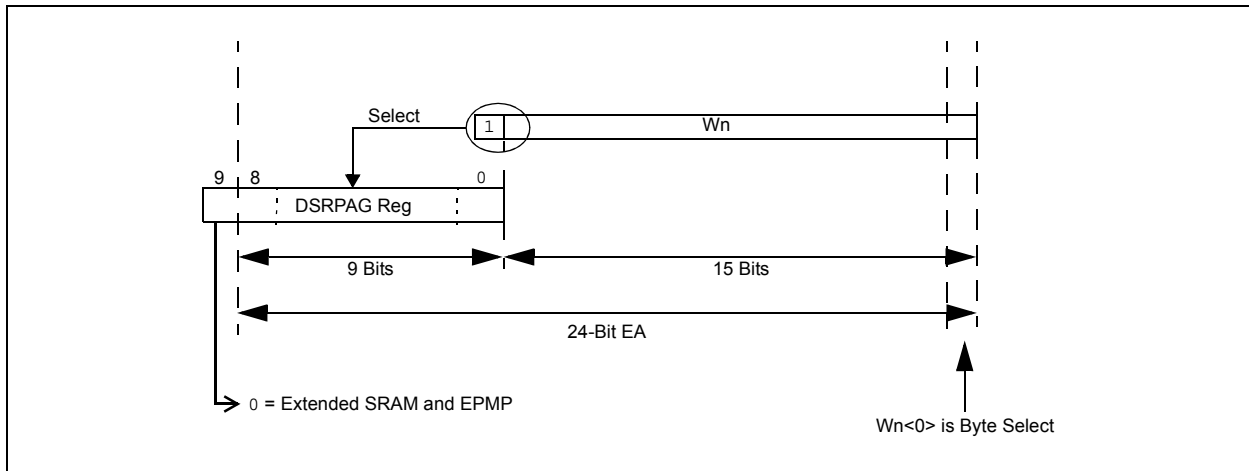 Select
1
Wn
9 8 0
DSRPAG Reg
9 Bits 15 Bits
24-Bit EA
0 = Extended SRAM and EPMP
Wn<0> is Byte Select